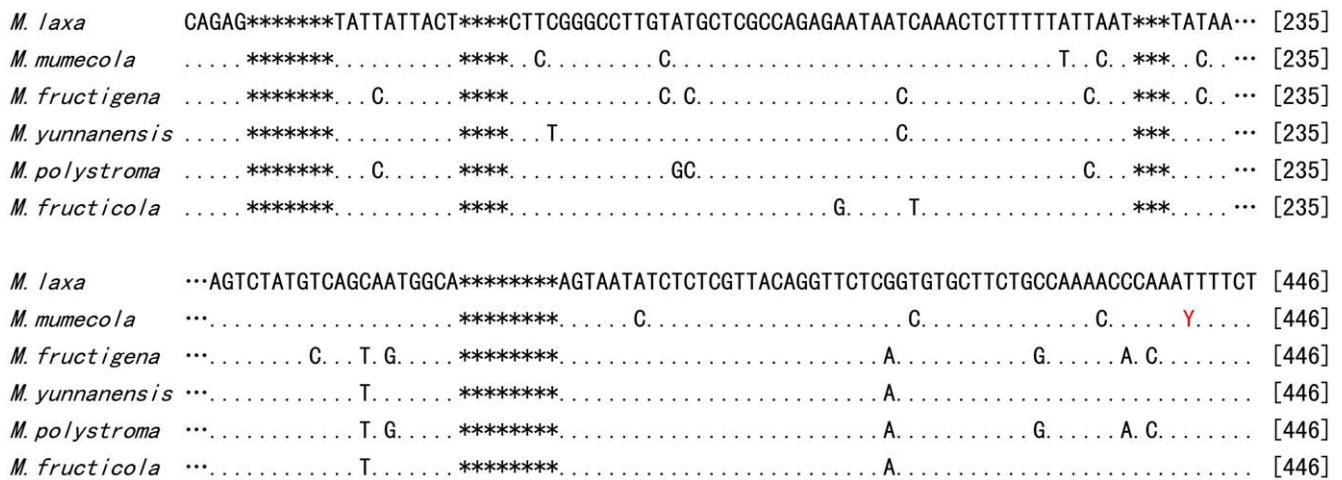 M. laxa CAGAG*******TATTATTACT****CTTCGGGCCTTGTATGCTCGCCAGAGAATAATCAAACTCTTTTTATTAAT***TATAA… [235]
M. mumecola .....*******..........****..C.........C...............................T..C..***..C..… [235]
M. fructigena .....*******...C......****............C.C................C..............C...***..C..… [235]
M. yunnanensis .....*******..........****...T...........................C..................***.....… [235]
M. polystroma .....*******...C......****.............GC...............................C...***.....… [235]
M. fructicola .....*******..........****..........................G.....T.................***.....… [235]
M. laxa …AGTCTATGTCAGCAATGGCA********AGTAATATCTCTCGTTACAGGTTCTCGGTGTGCTTCTGCCAAAACCCAAATTTTCT [446]
M. mumecola …....................********......C.....................C..............C......Y..... [446]
M. fructigena …........C...T.G.....********..........................A...........G......A.C........ [446]
M. yunnanensis …............T.......********..........................A............................. [446]
M. polystroma …............T.G.....********..........................A...........G......A.C........ [446]
M. fructicola …............T.......********..........................A............................. [446]